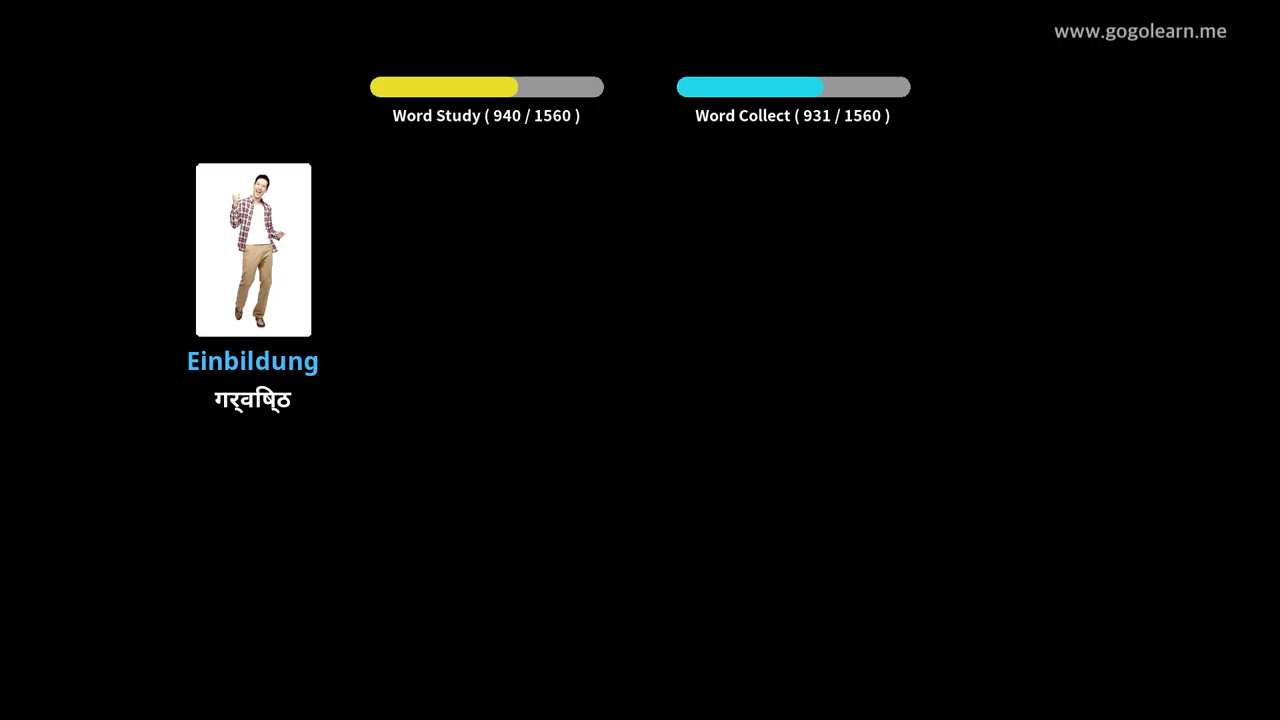 www.gogolearn.me
Word Study ( 940 / 1560 )
Word Collect ( 931 / 1560 )
Einbildung
गर्विष्ठ